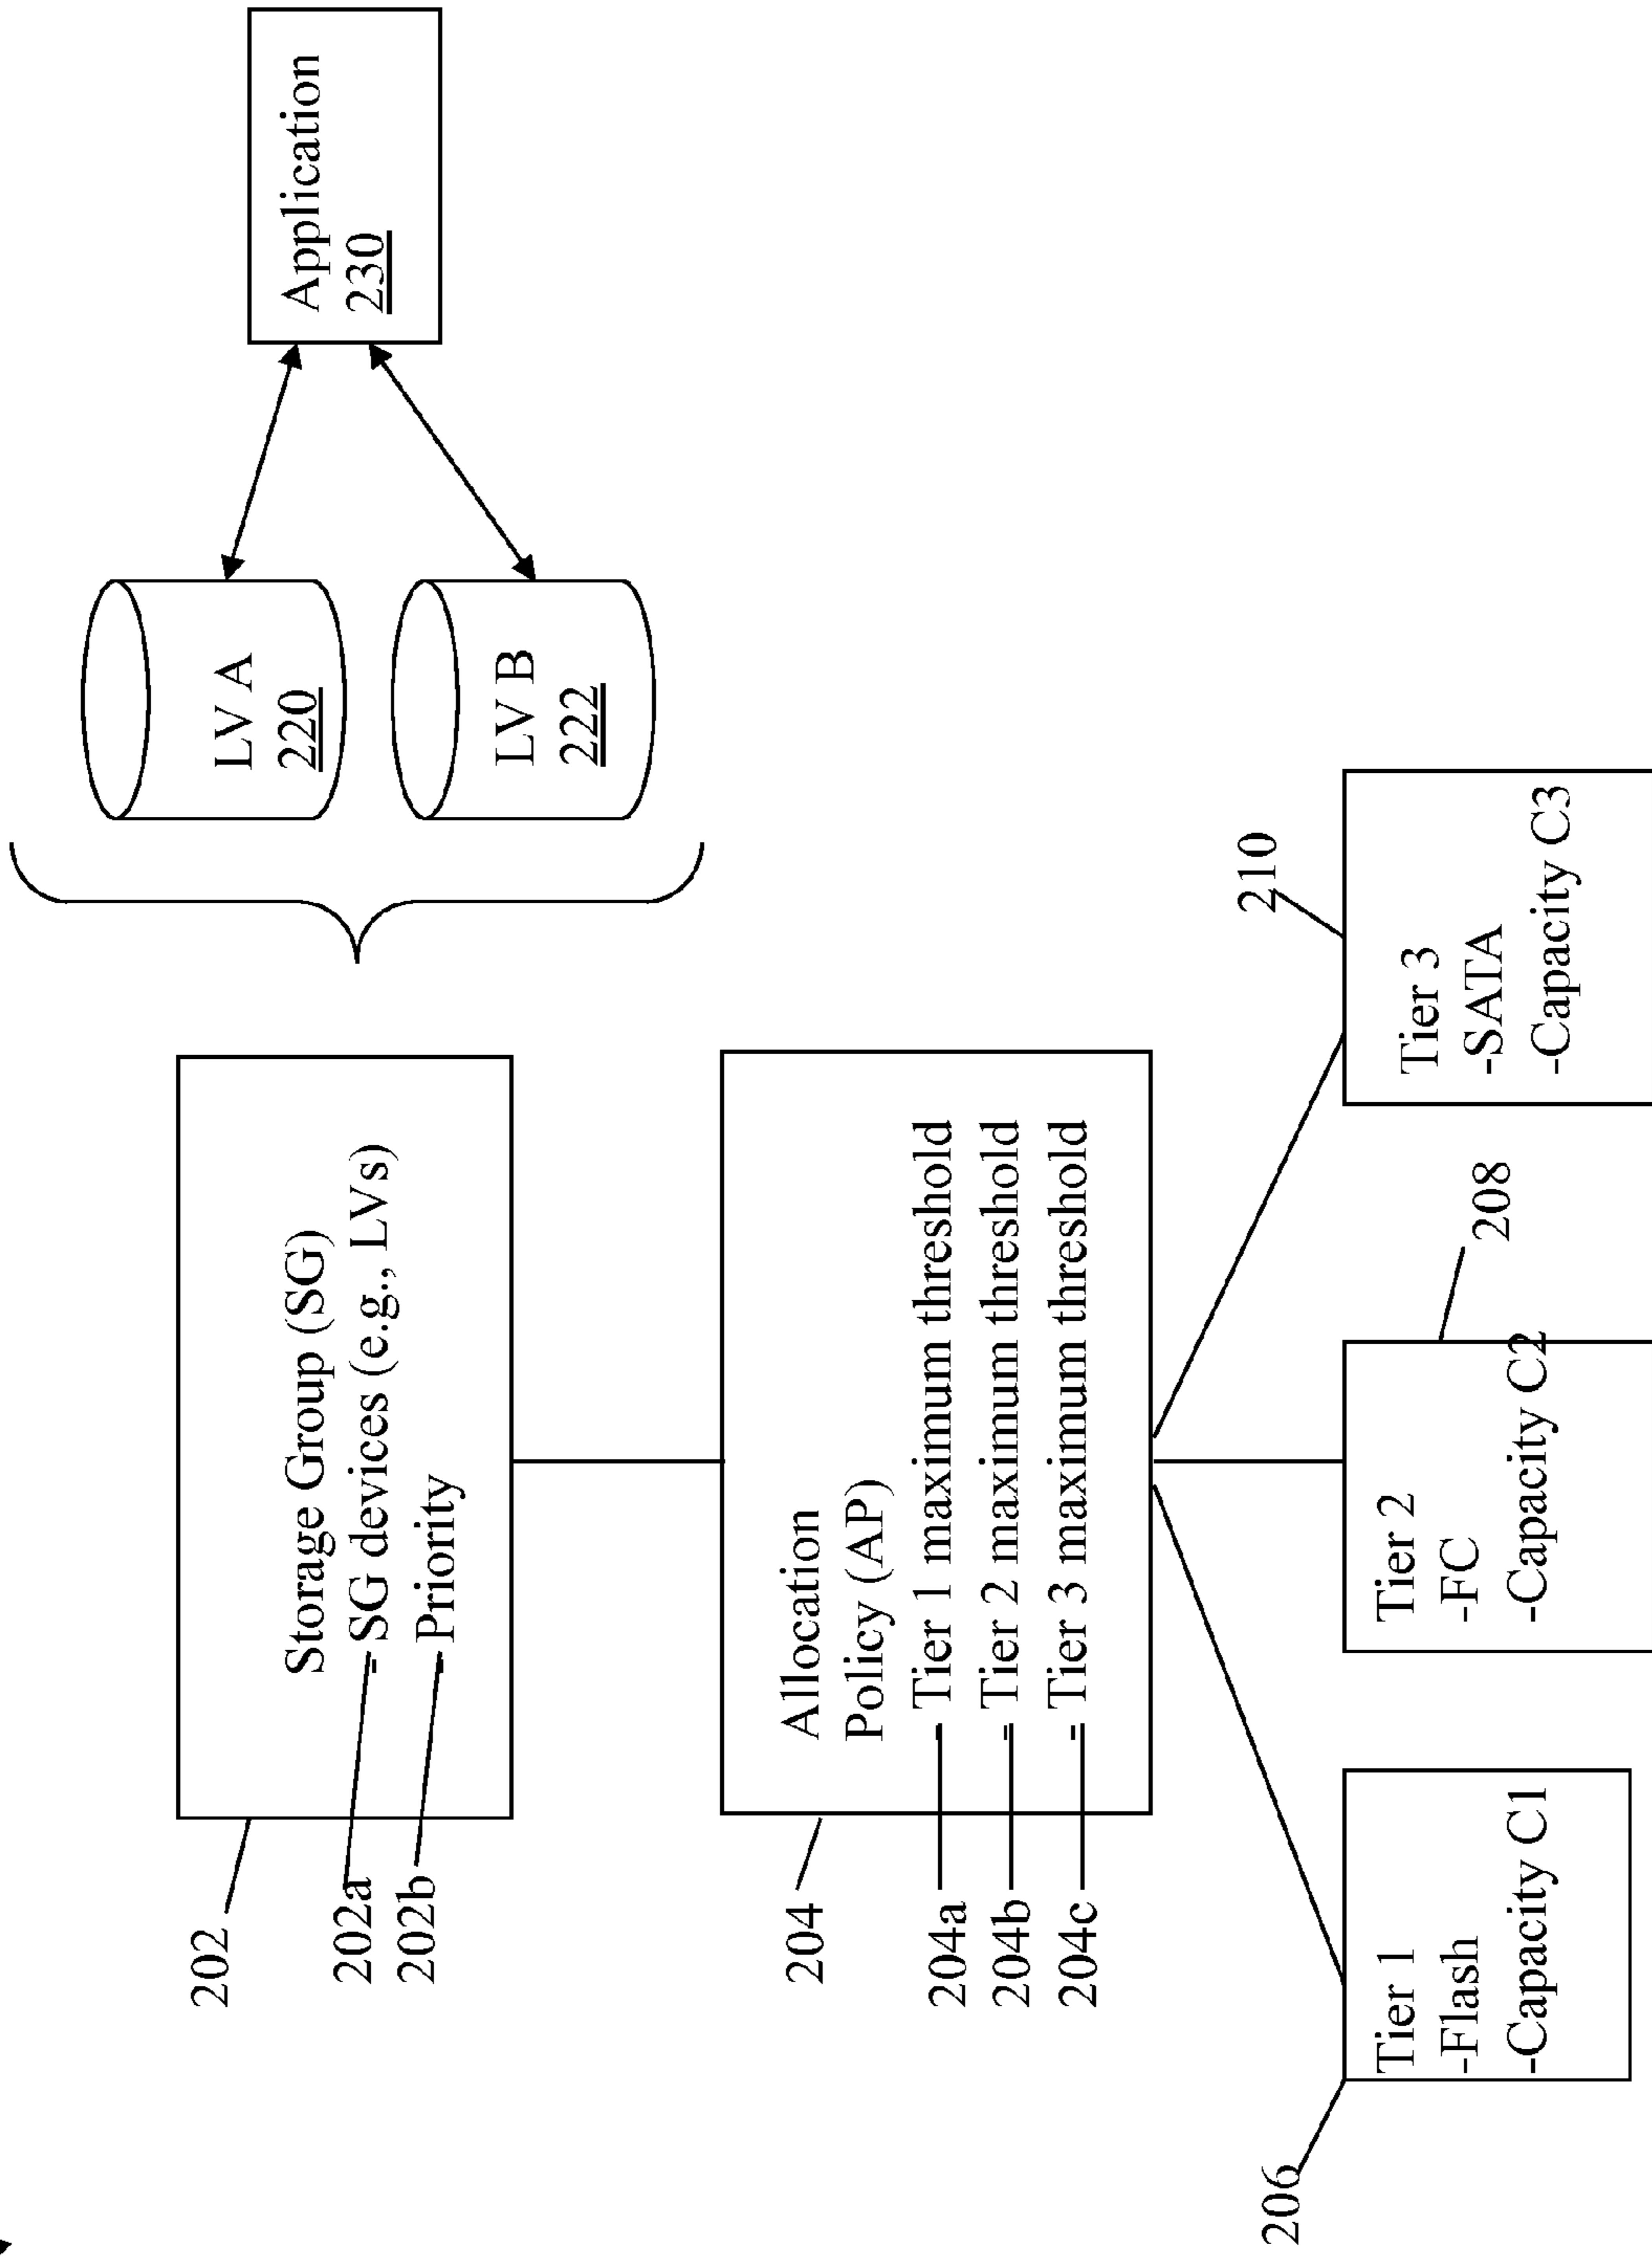 202
202a
202b
Storage Group (SG)
- SG devices (e.g., LVs)
- Priority
LV A
220
LV B
222
Application
230
204
204a
204b
204c
Allocation
Policy (AP)
-Tier 1 maximum threshold
- Tier 2 maximum threshold
- Tier 3 maximum threshold
206
Tier 1
-Flash
-Capacity C1
Tier 2
-FC
-Capacity C2
208
210
Tier 3
-SATA
-Capacity C3